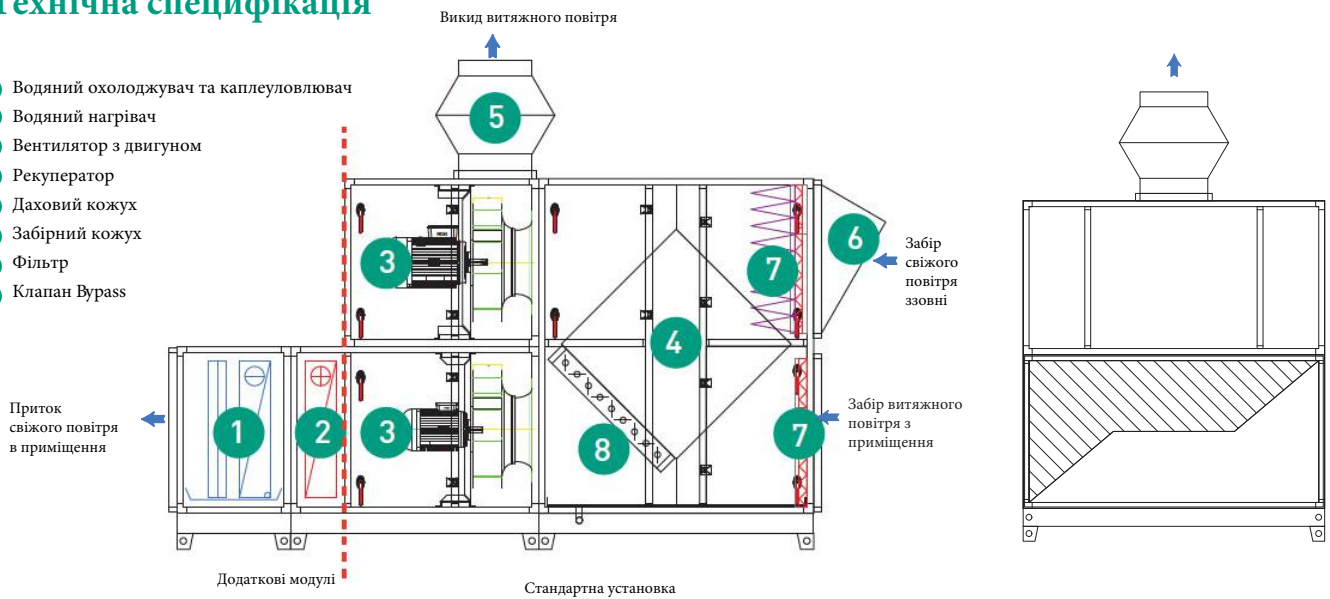 Технічна специфікація
Викид витяжного повітря
Водяний охолоджувач та каплеуловлювач
Водяний нагрівач
Вентилятор з двигуном
Рекуператор
Даховий кожух
Забірний кожух
Фільтр
Клапан Bypass
5
3
7
6
4
Забір
свіжого
повітря
ззовні
Приток
свіжого повітря
в приміщення
1
2
3
8
7
Забір витяжного
повітря з
приміщення
Додаткові модулі
Стандартна установка